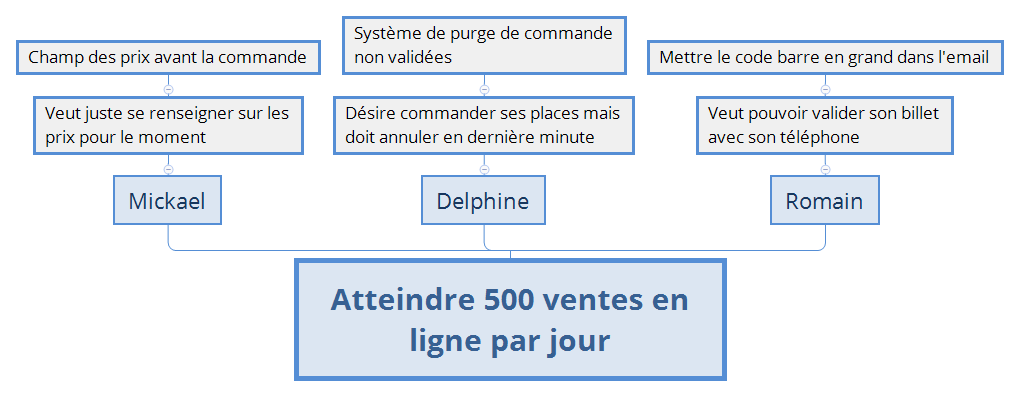 Champ des prix avant la commande
Système de purge de commande
non validées
Mettre le code barre en grand dans l'email
Veut juste se renseigner sur les
prix pour le moment
Désire commander ses places mais
doit annuler en dernière minute
Veut pouvoir valider son billet
avec son téléphone
Mickael
Delphine
Romain
Atteindre 500 ventes en
ligne par jour